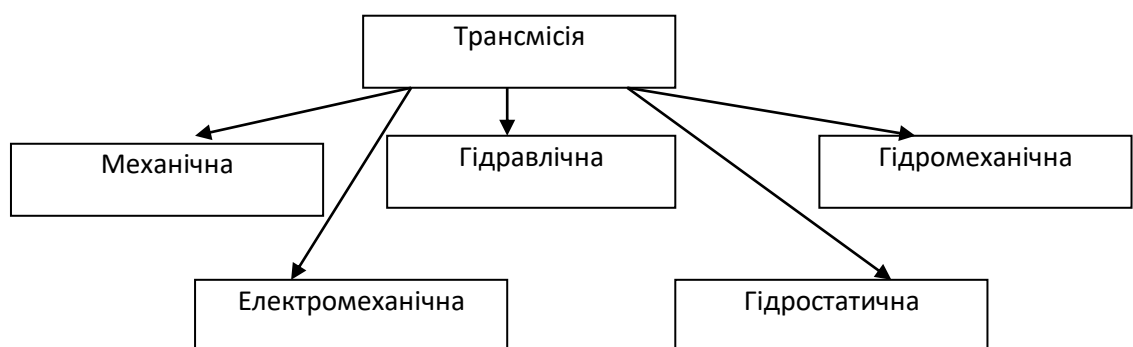 Трансмісія
Механічна
Гідравлічна
Гідромеханічна
Електромеханічна
Гідростатична